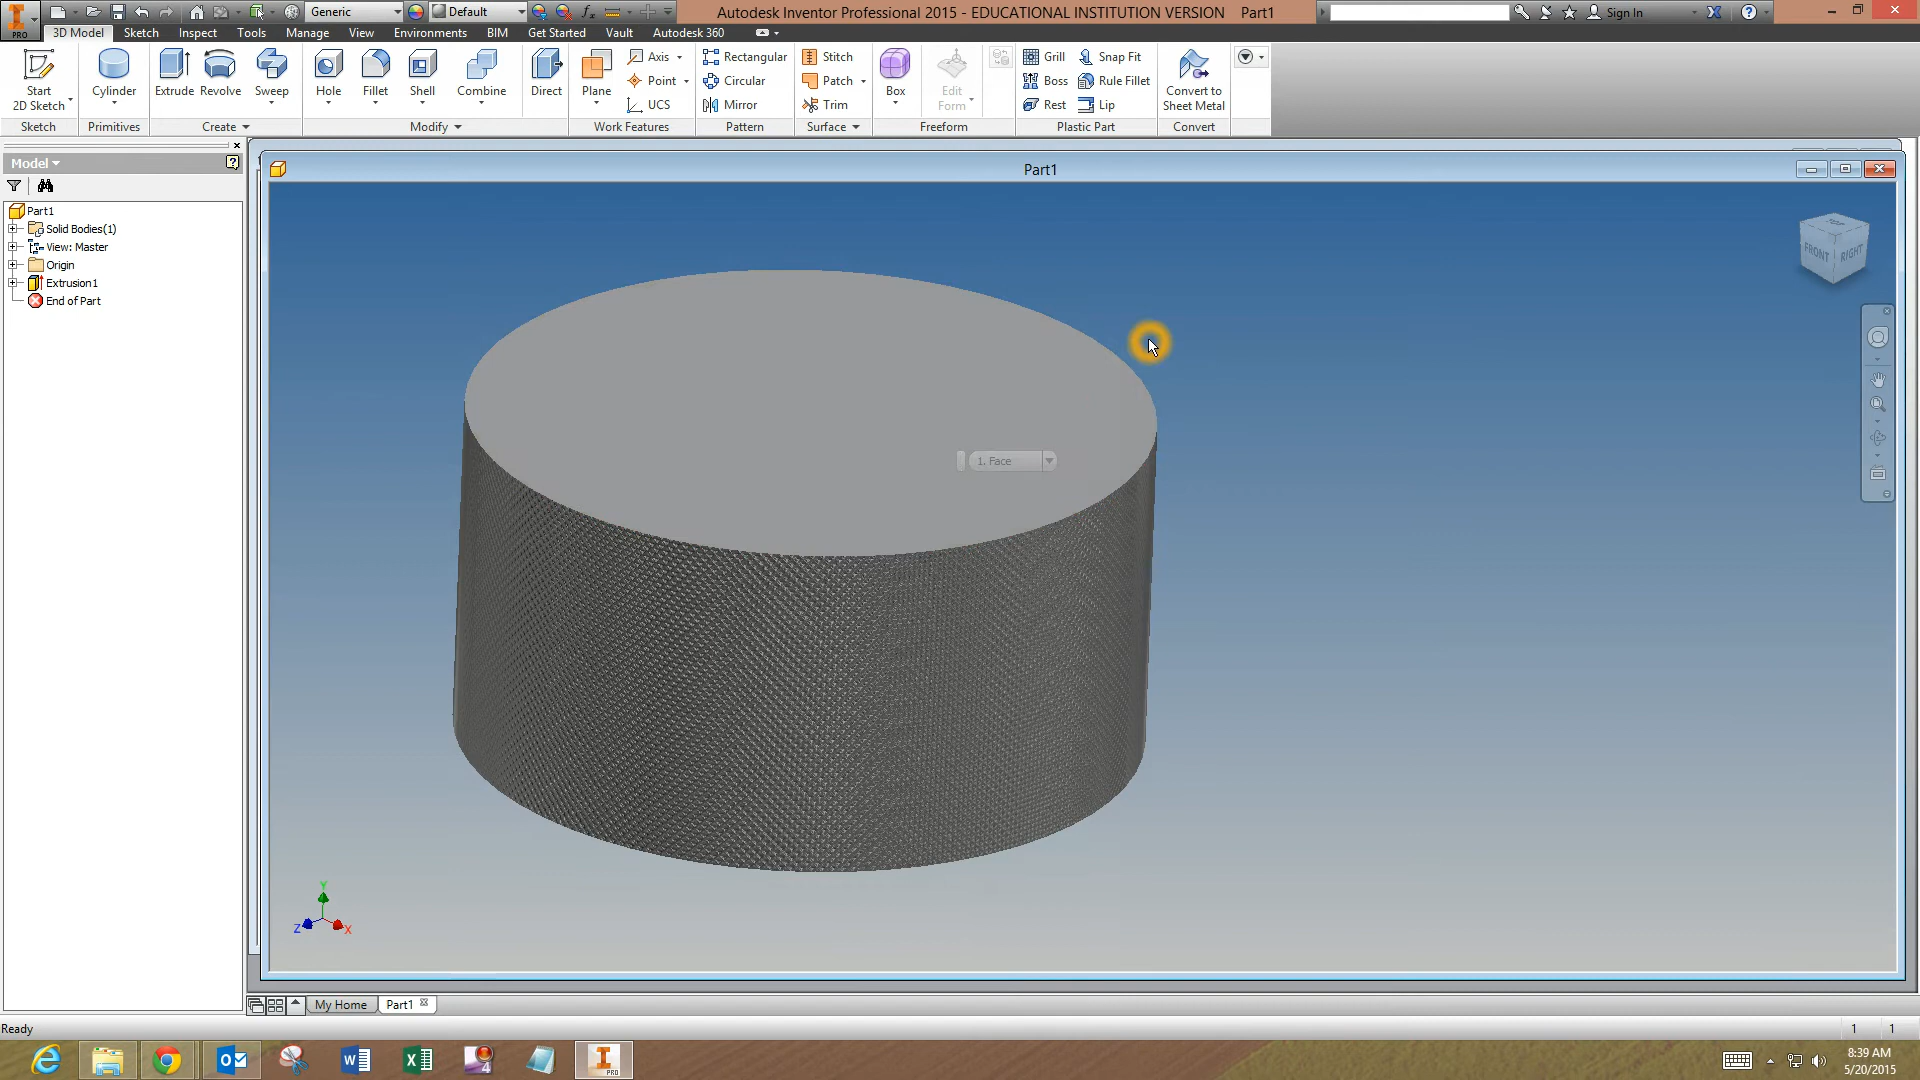 Generic
Default
Autodesk Inventor Professional 2015 - EDUCATIONAL INSTITUTION VERSION Part1
Sign In
PRO
3D Model Sketch Inspect Tools Manage View Environments BIM Get Started Vault Autodesk 360
Start
2D Sketch
Cylinder
Extrude
Revolve
Sweep
Hole
Fillet
Shell
Combine
Direct
Plane
Axis
Point
UCS
Rectangular
Circular
Mirror
Stitch
Patch
Trim
Box
Edit
Form
Grill
Boss
Rest
Snap Fit
Rule Fillet
Lip
Convert to
Sheet Metal
Sketch Primitives Create Modify Work Features Pattern Surface Freeform Plastic Part Convert
Model
Part1
Part1
Solid Bodies(1)
View: Master
Origin
Extrusion1
End of Part
TOP
FRONT
RIGHT
1. Face
Y
Z
X
My Home Part1
Ready
1 1
8:39 AM
5/20/2015
PRO